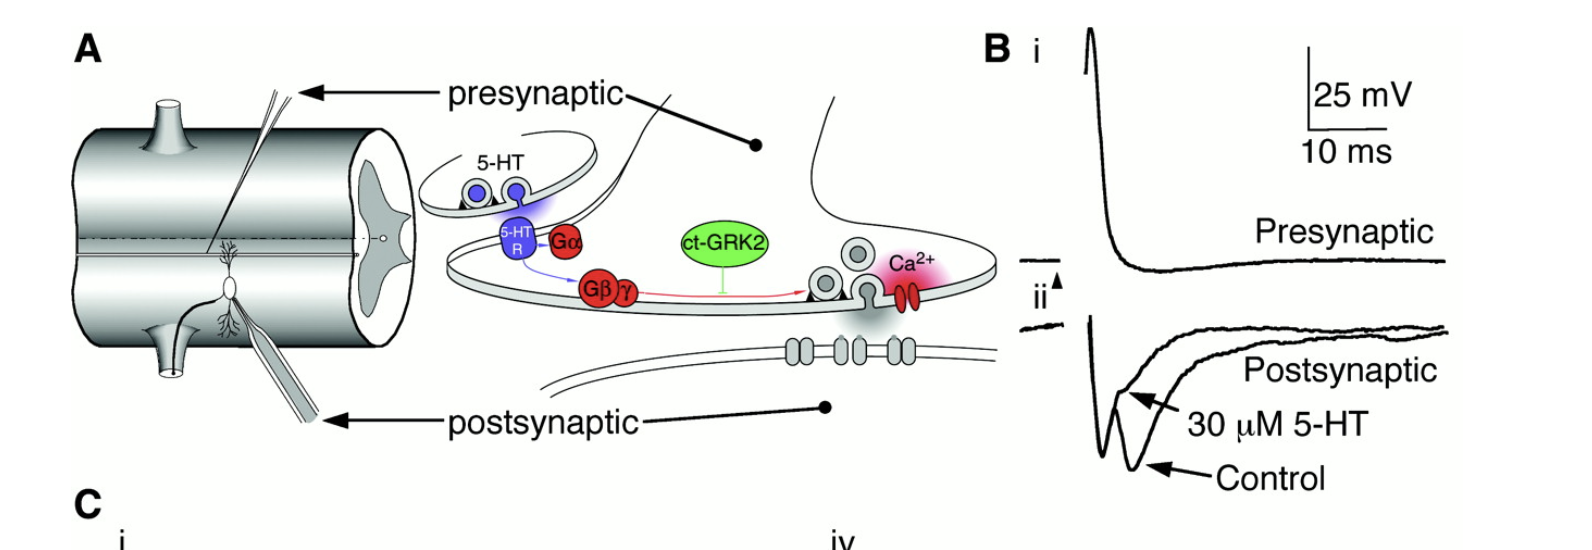 A
presynaptic
5-HT
5-HT
R
Gα
ct-GRK2
Gβ γ
Ca²⁺
postsynaptic
B
i
25 mV
10 ms
Presynaptic
ii
Postsynaptic
30 μM 5-HT
Control
C
i
iv